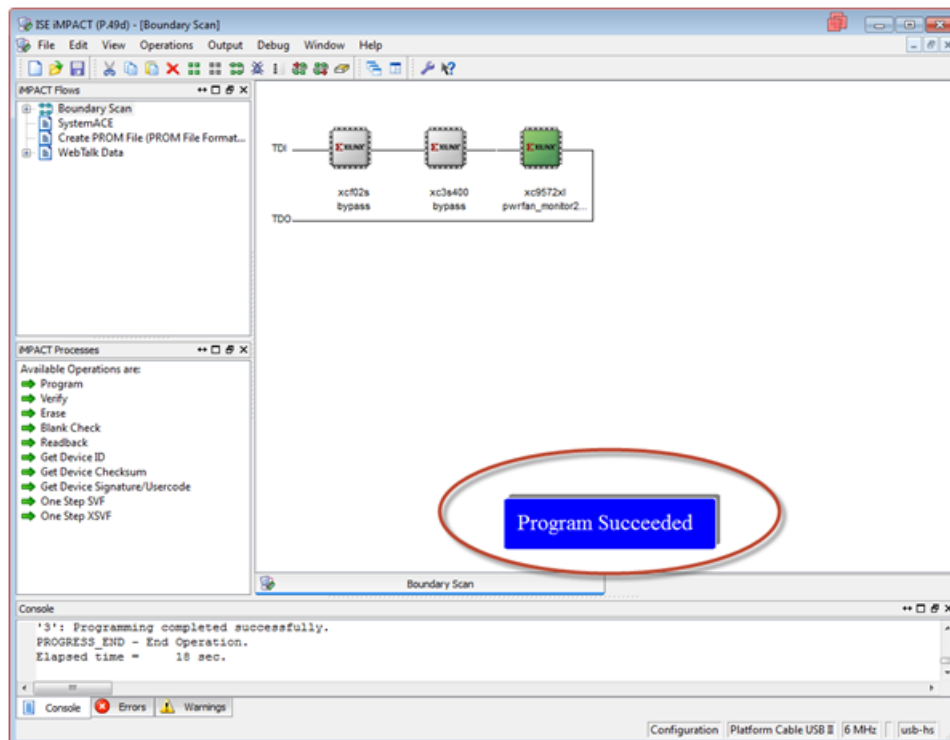 ISE iMPACT (P.49d) - [Boundary Scan]
File Edit View Operations Output Debug Window Help
iMPACT Flows
Boundary Scan
SystemACE
Create PROM File (PROM File Format...
WebTalk Data
TDI
XILINX XILINX XILINX
xcf02s xc3s400 xc9572xl
bypass bypass pwrfan_monitor2...
TDO
iMPACT Processes
Available Operations are:
Program
Verify
Erase
Blank Check
Readback
Get Device ID
Get Device Checksum
Get Device Signature/Usercode
One Step SVF
One Step XSVF
Program Succeeded
Boundary Scan
Console
'3': Programming completed successfully.
PROGRESS_END - End Operation.
Elapsed time = 18 sec.
Console Errors Warnings
Configuration Platform Cable USB II 6 MHz usb-hs